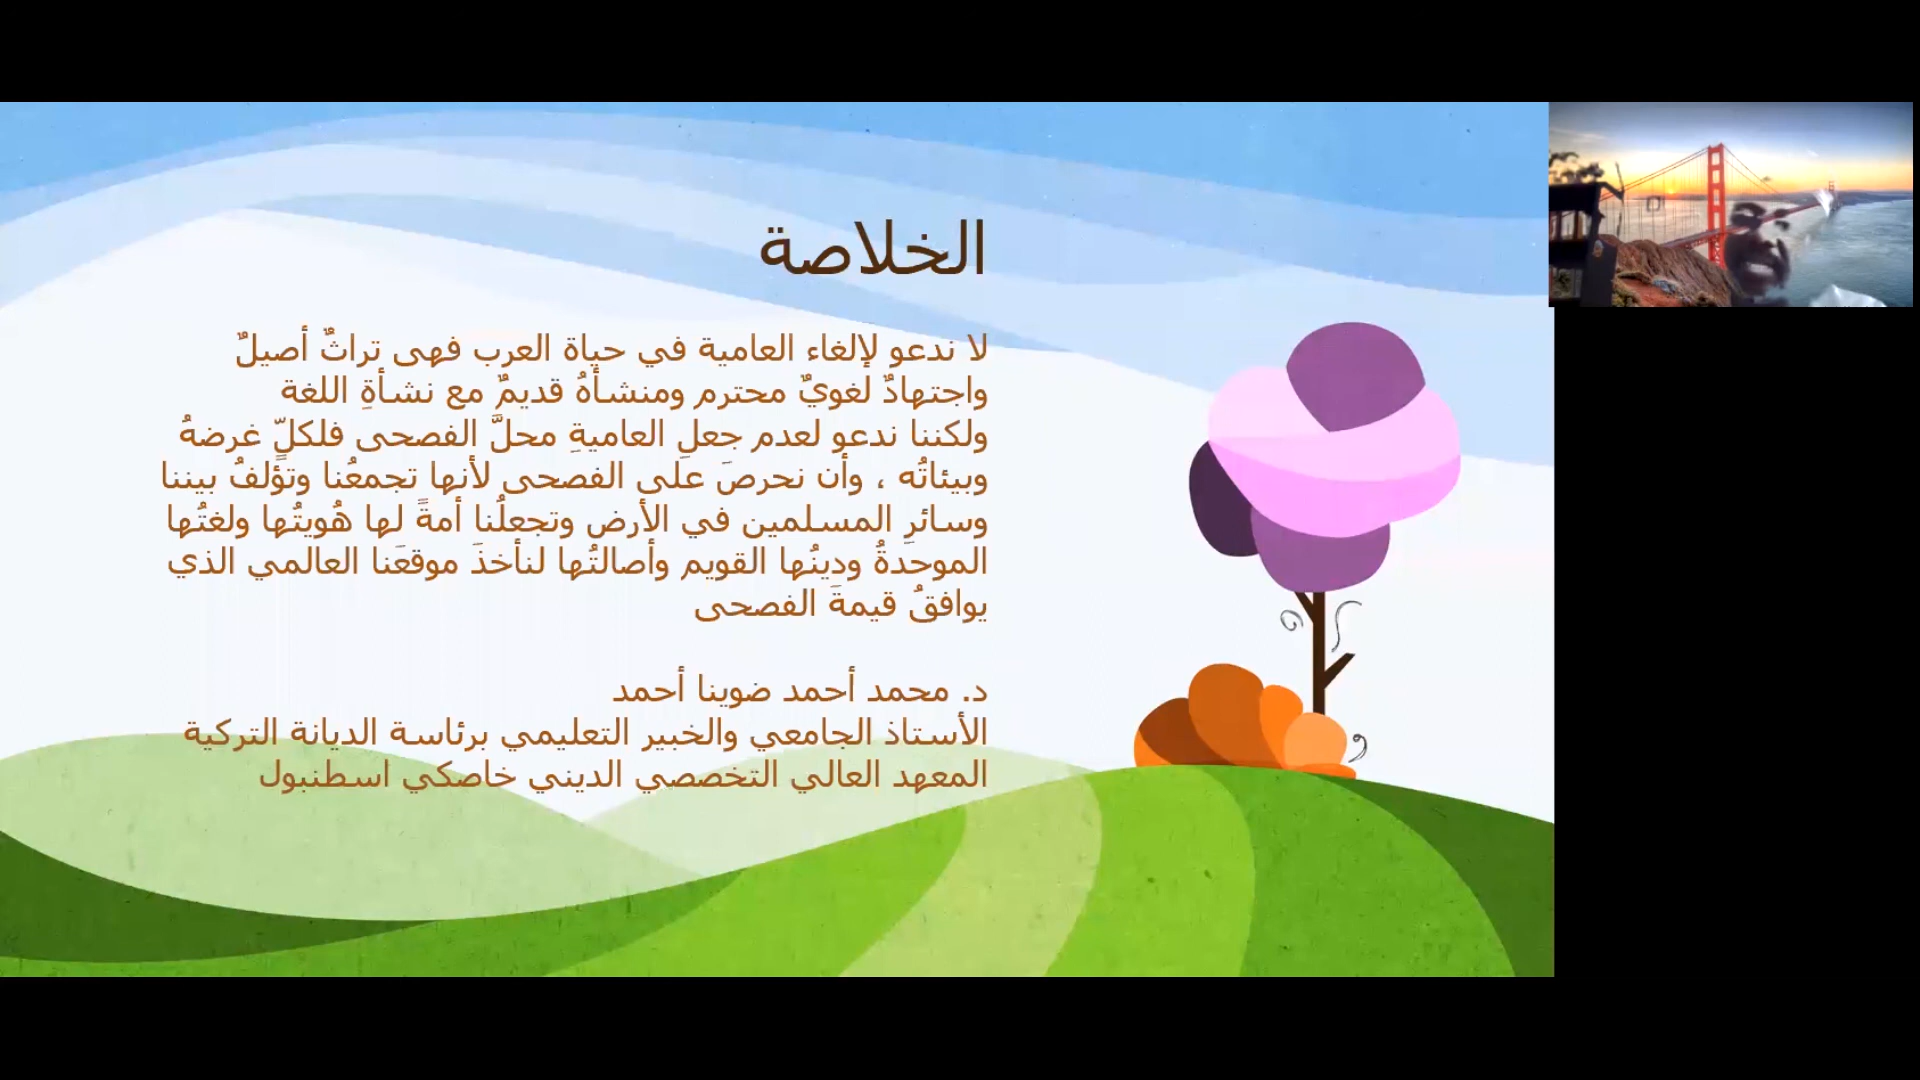 الخلاصة
لا ندعو لإلغاء العامية في حياة العرب فهى تراثٌ أصيلٌ
واجتهادٌ لغويٌ محترم ومنشأهُ قديمٌ مع نشأةِ اللغة
ولكننا ندعو لعدم جعلِ العاميةِ محلَّ الفصحى فلكلٍّ غرضهُ
وبيئاتُه ، وأن نحرصَ على الفصحى لأنها تجمعُنا وتؤلفُ بيننا
وسائرِ المسلمين في الأرض وتجعلُنا أمةً لها هُويتُها ولغتُها
الموحدةُ ودينُها القويم وأصالتُها لنأخذَ موقعَنا العالمي الذي
يوافقُ قيمةَ الفصحى
د. محمد أحمد ضوينا أحمد
الأستاذ الجامعي والخبير التعليمي برئاسة الديانة التركية
المعهد العالي التخصصي الديني خاصكي اسطنبول